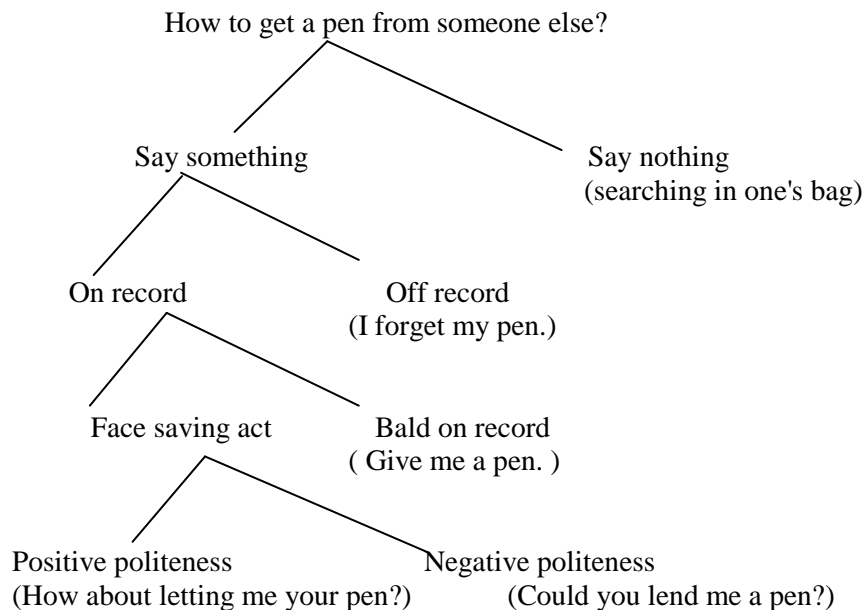 How to get a pen from someone else?
Say something
Say nothing
(searching in one's bag)
On record
Off record
(I forget my pen.)
Face saving act
Bald on record
( Give me a pen. )
Positive politeness
(How about letting me your pen?)
Negative politeness
(Could you lend me a pen?)